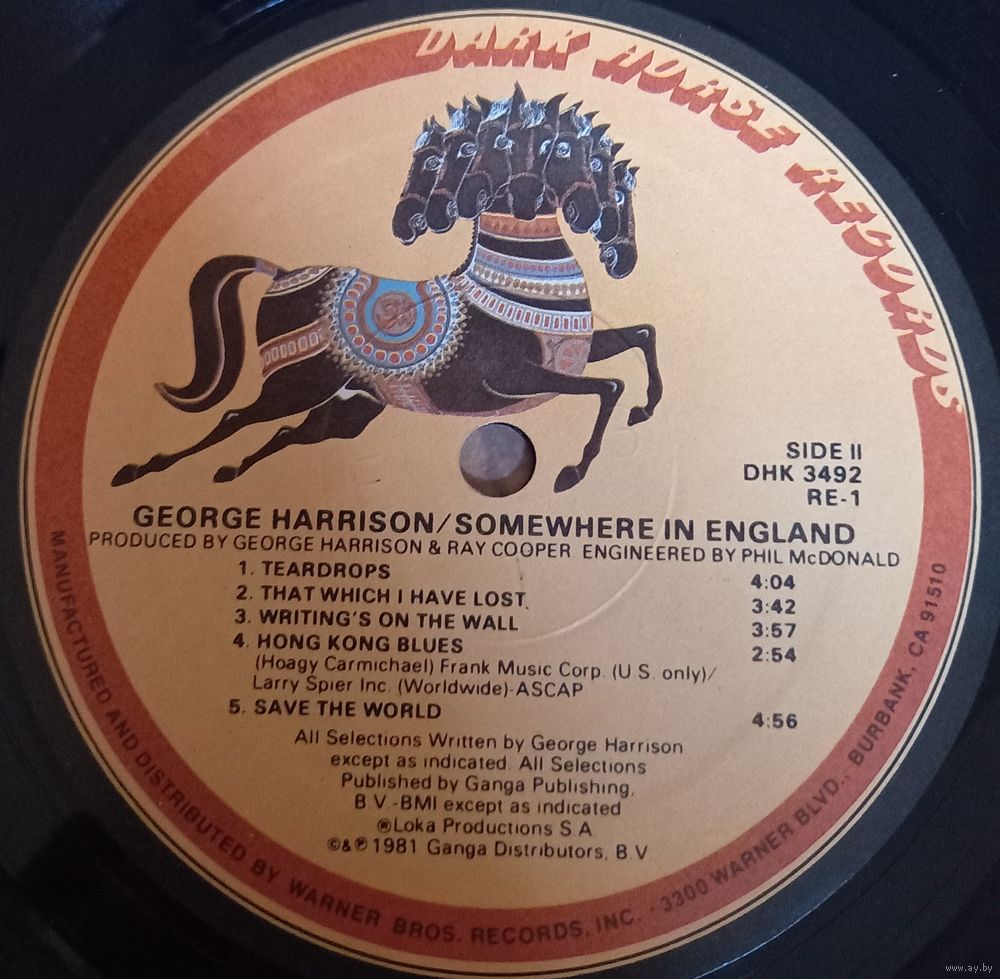 DARK HORSE RECORDS
SIDE II
DHK 3492
RE-1
GEORGE HARRISON/SOMEWHERE IN ENGLAND
PRODUCED BY GEORGE HARRISON & RAY COOPER ENGINEERED BY PHIL McDONALD
1. TEARDROPS 4:04
2. THAT WHICH I HAVE LOST 3:42
3. WRITING'S ON THE WALL 3:57
4. HONG KONG BLUES 2:54
(Hoagy Carmichael) Frank Music Corp. (U.S. only)/
Larry Spier Inc. (Worldwide)-ASCAP
5. SAVE THE WORLD 4:56
All Selections Written by George Harrison
except as indicated. All Selections
Published by Ganga Publishing,
B.V.-BMI except as indicated
®Loka Productions S.A.
©&℗ 1981 Ganga Distributors, B.V.
MANUFACTURED AND DISTRIBUTED BY WARNER BROS. RECORDS, INC. · 3300 WARNER BLVD., BURBANK, CA 91510
www.ay.by